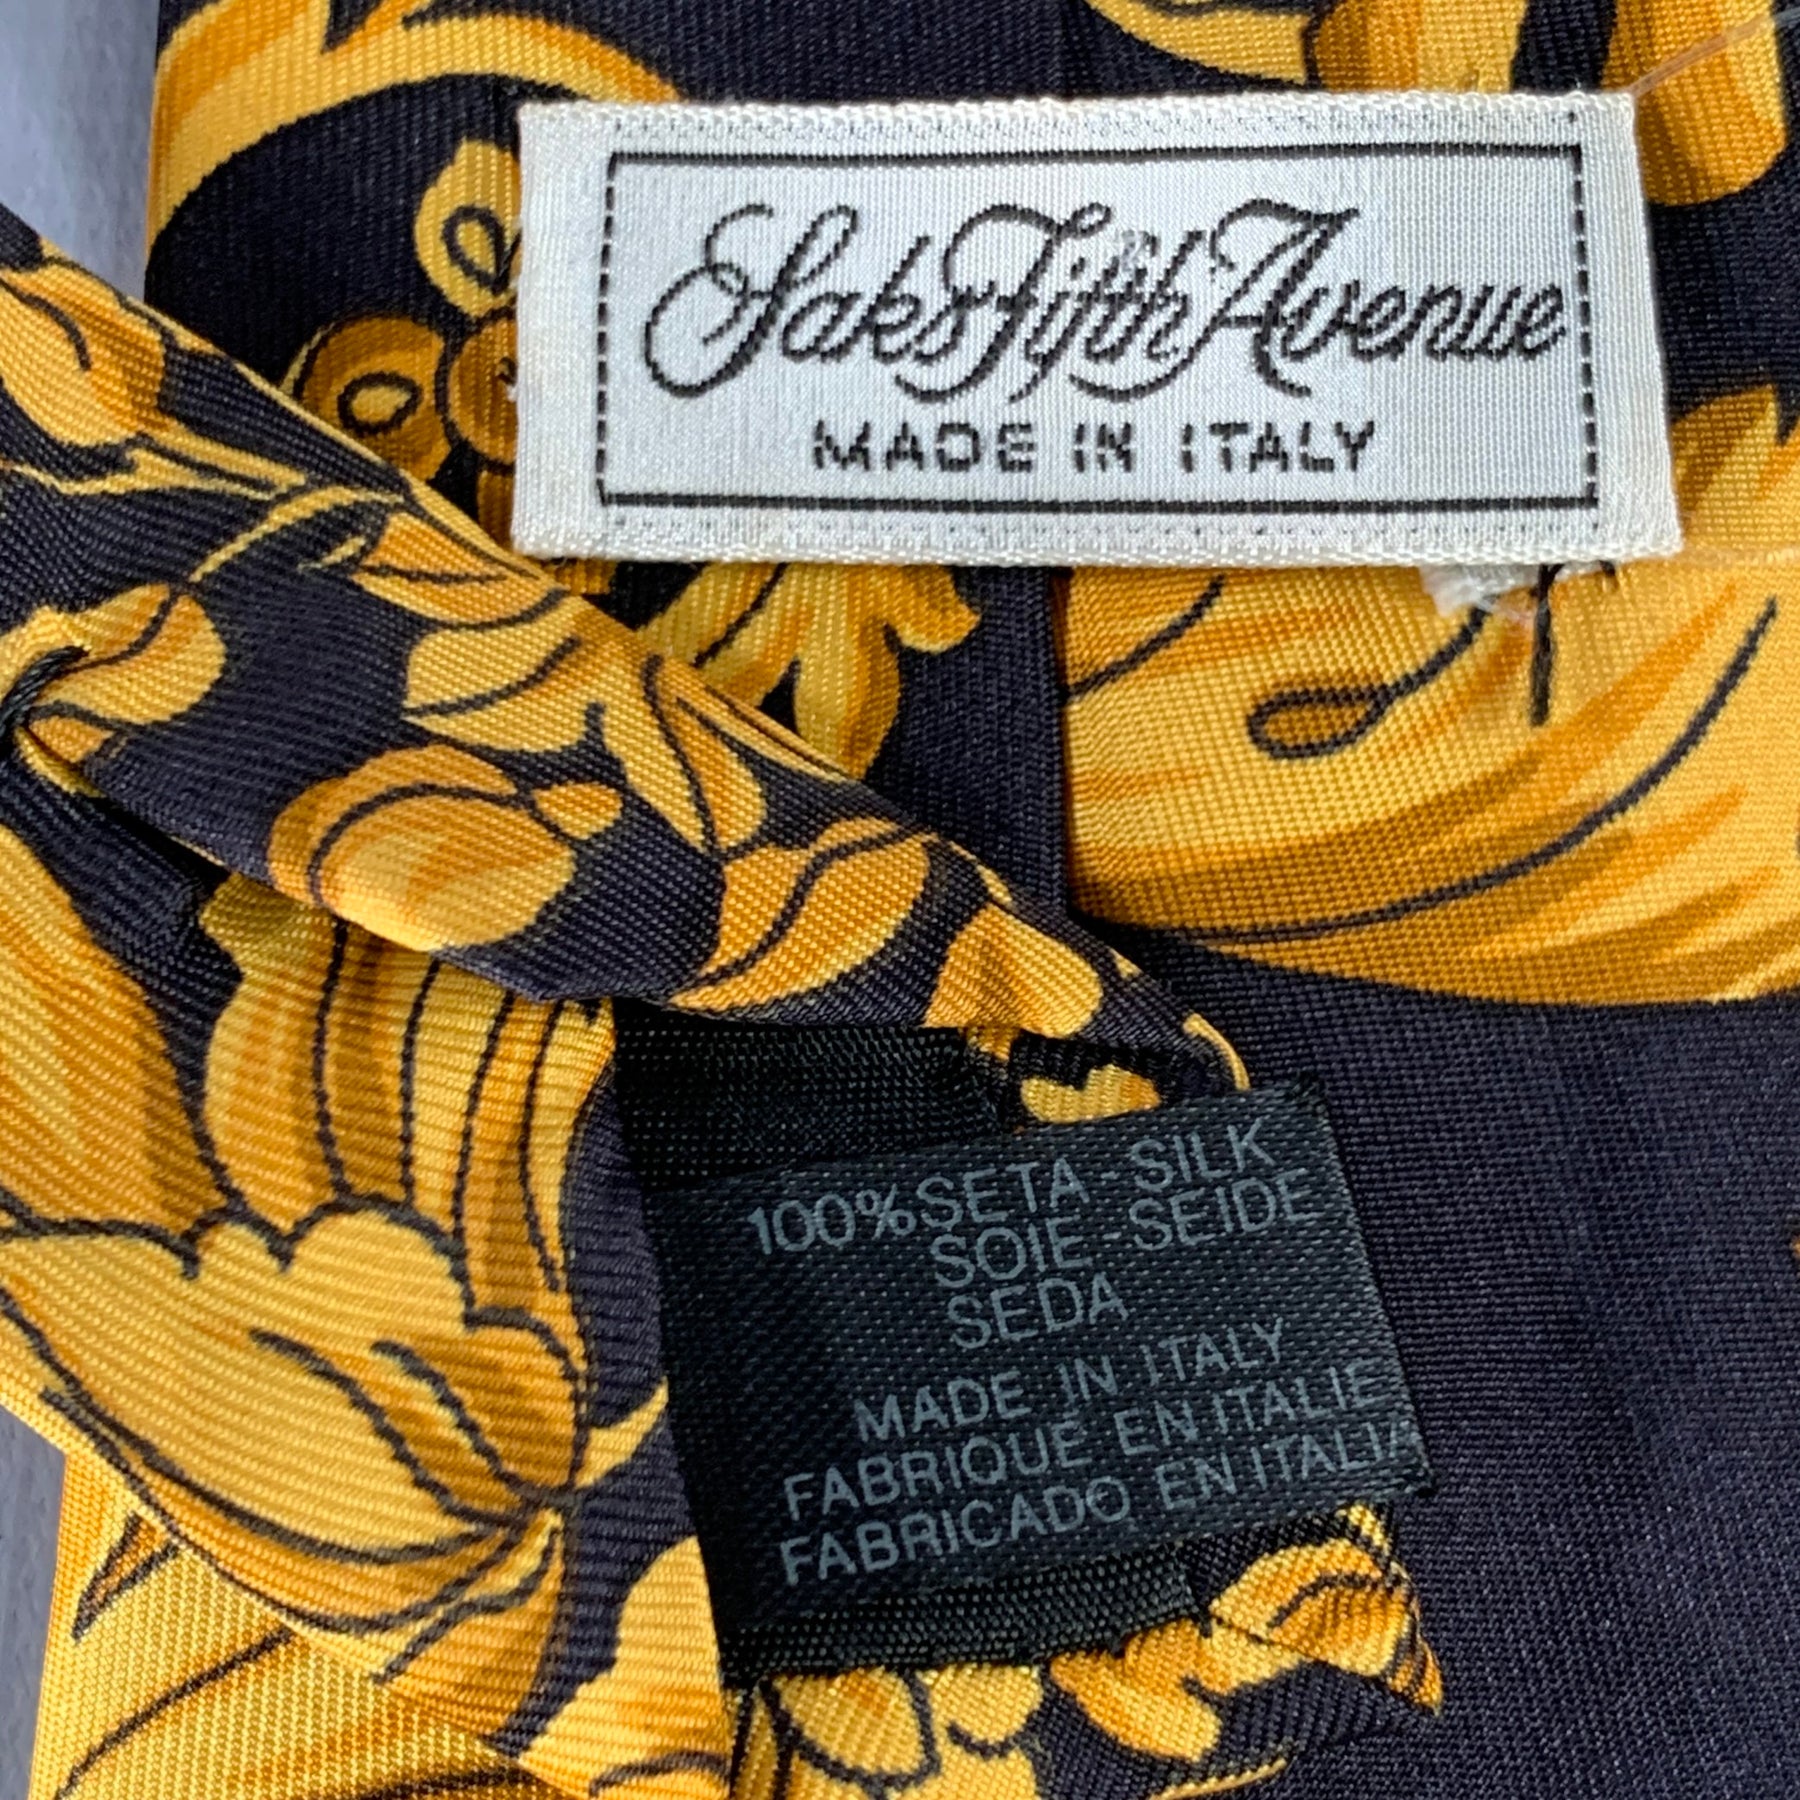 Saks Fifth Avenue
MADE IN ITALY
100% SETA - SILK
SOIE - SEIDE
SEDA
MADE IN ITALY
FABRIQUÉ EN ITALIE
FABRICADO EN ITALIA